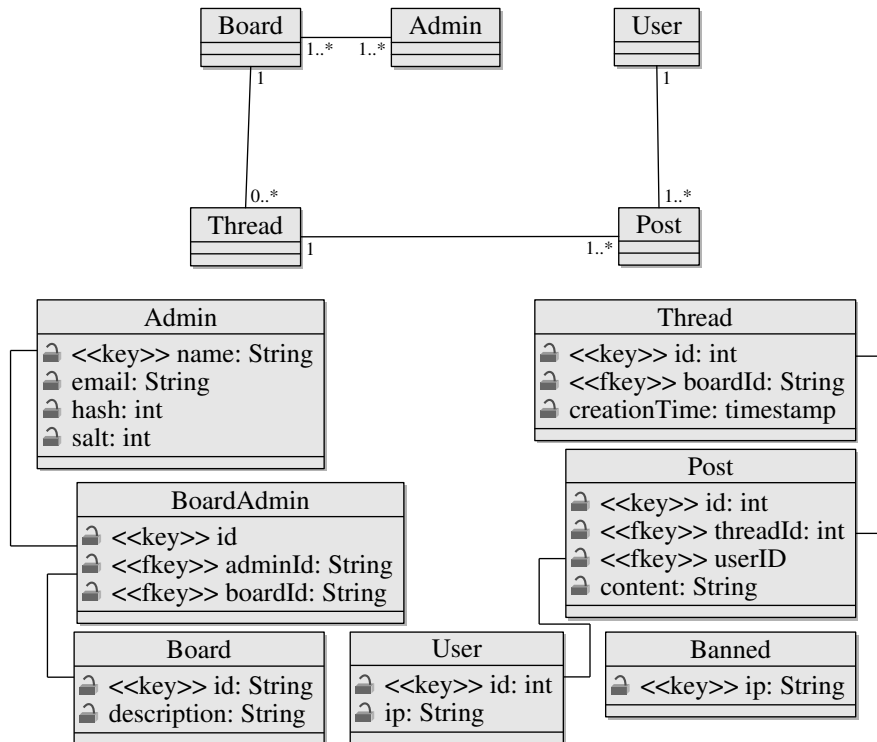 Board
Admin
User
1..*
1..*
1
1
0..*
1..*
Thread
Post
1
1..*
Admin
<<key>> name: String
email: String
hash: int
salt: int
Thread
<<key>> id: int
<<fkey>> boardId: String
creationTime: timestamp
BoardAdmin
<<key>> id
<<fkey>> adminId: String
<<fkey>> boardId: String
Post
<<key>> id: int
<<fkey>> threadId: int
<<fkey>> userID
content: String
Board
<<key>> id: String
description: String
User
<<key>> id: int
ip: String
Banned
<<key>> ip: String